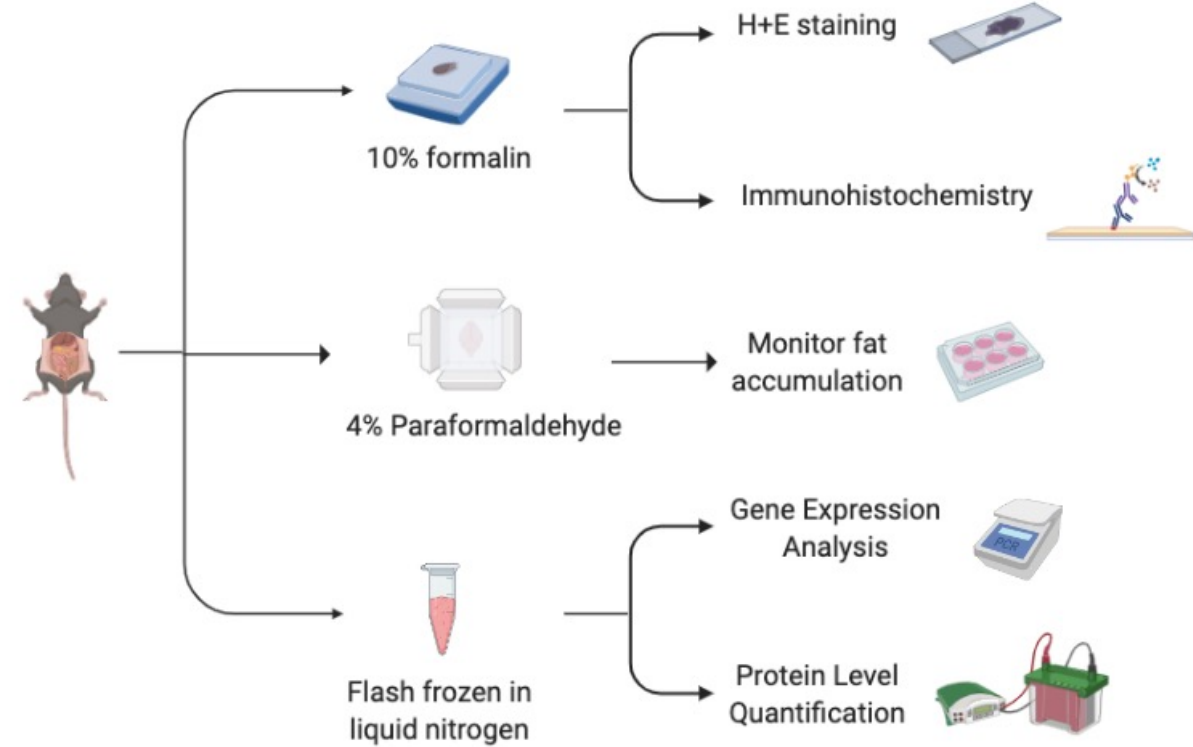 H+E staining
10% formalin
Immunohistochemistry
Monitor fat
accumulation
4% Paraformaldehyde
Gene Expression
Analysis
PCR
Flash frozen in
liquid nitrogen
Protein Level
Quantification